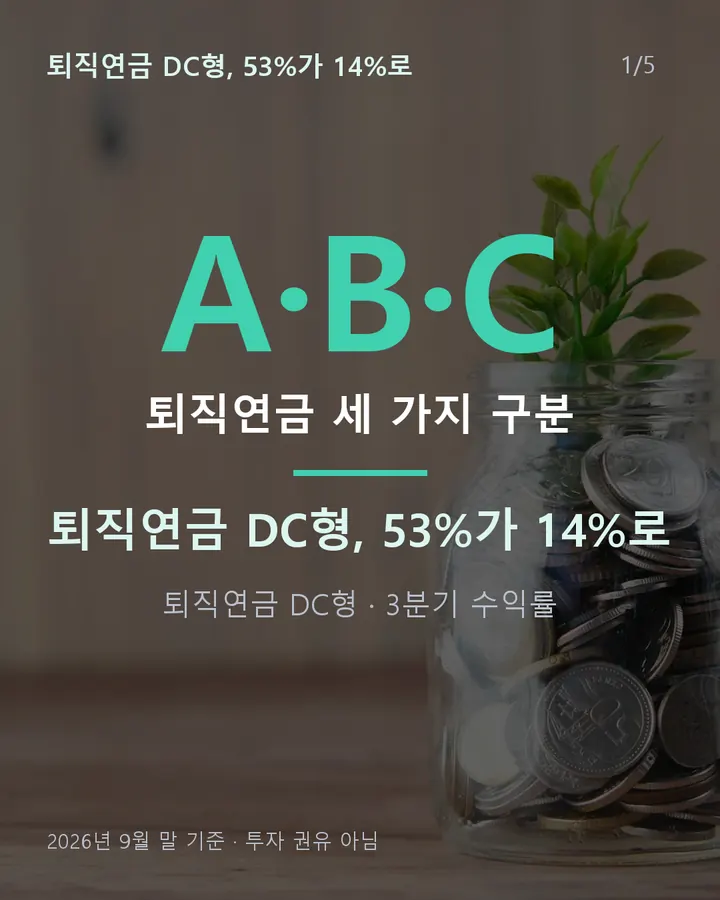 퇴직연금 DC형, 53%가 14%로
1/5
A·B·C
퇴직연금 세 가지 구분
퇴직연금 DC형, 53%가 14%로
퇴직연금 DC형 · 3분기 수익률
2026년 9월 말 기준 · 투자 권유 아님